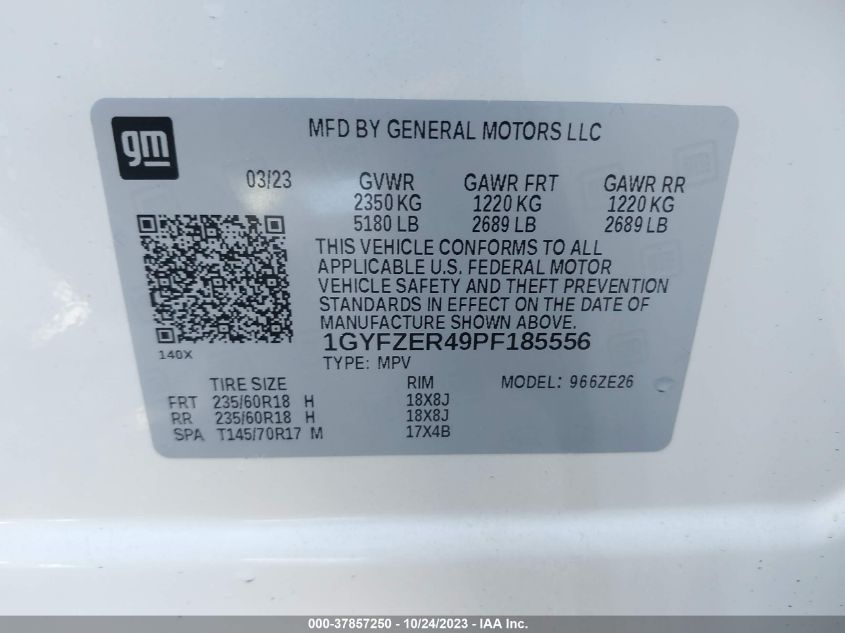 gm
MFD BY GENERAL MOTORS LLC
03/23 GVWR GAWR FRT GAWR RR
2350 KG 1220 KG 1220 KG
5180 LB 2689 LB 2689 LB
THIS VEHICLE CONFORMS TO ALL
APPLICABLE U.S. FEDERAL MOTOR
VEHICLE SAFETY AND THEFT PREVENTION
STANDARDS IN EFFECT ON THE DATE OF
MANUFACTURE SHOWN ABOVE.
140X
1GYFZER49PF185556
TYPE: MPV
TIRE SIZE RIM MODEL: 966ZE26
FRT 235/60R18 H 18X8J
RR 235/60R18 H 18X8J
SPA T145/70R17 M 17X4B
000-37857250 - 10/24/2023 - IAA Inc.